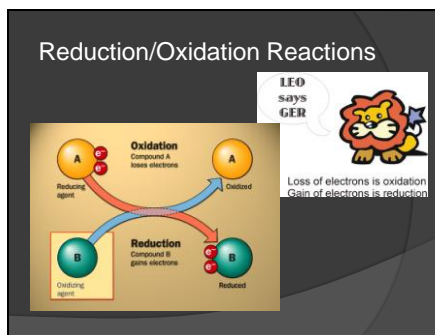 Reduction/Oxidation Reactions
LEO
says
GER
Loss of electrons is oxidation
Gain of electrons is reduction
Oxidation
Compound A
loses electrons
A
e⁻
e⁻
Reducing
agent
A
Oxidized
Reduction
Compound B
gains electrons
B
Oxidizing
agent
e⁻
e⁻
B
Reduced